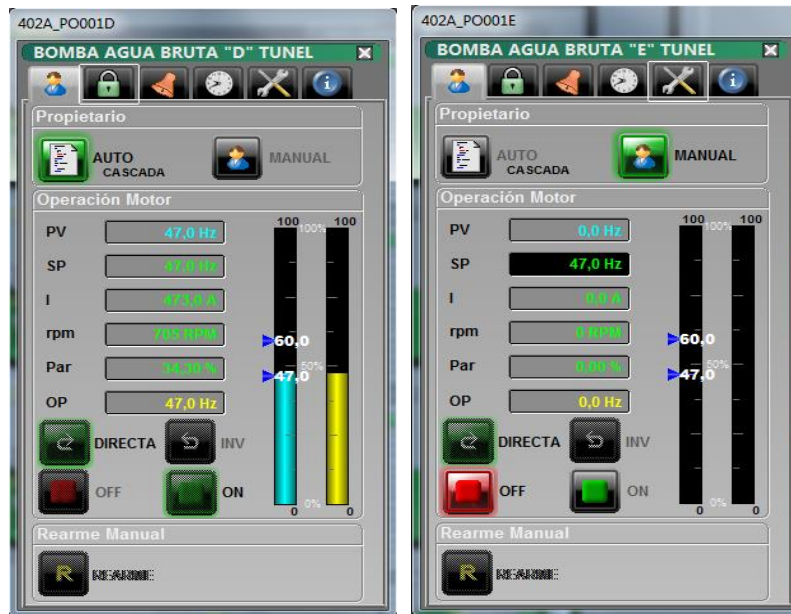 402A_PO001D
BOMBA AGUA BRUTA "D" TUNEL
Propietario
AUTO
CASCADA
MANUAL
Operación Motor
PV 47,0 Hz
SP 47,0 Hz
I 473,0 A
rpm 705 RPM
Par 34,30 %
OP 47,0 Hz
100 100
100%
60,0
50%
47,0
0%
0 0
DIRECTA INV
OFF ON
Rearme Manual
R REARME
402A_PO001E
BOMBA AGUA BRUTA "E" TUNEL
Propietario
AUTO
CASCADA
MANUAL
Operación Motor
PV 0,0 Hz
SP 47,0 Hz
I 0,0 A
rpm 0 RPM
Par 0,00 %
OP 0,0 Hz
100 100
100%
60,0
50%
47,0
0%
0 0
DIRECTA INV
OFF ON
Rearme Manual
R REARME